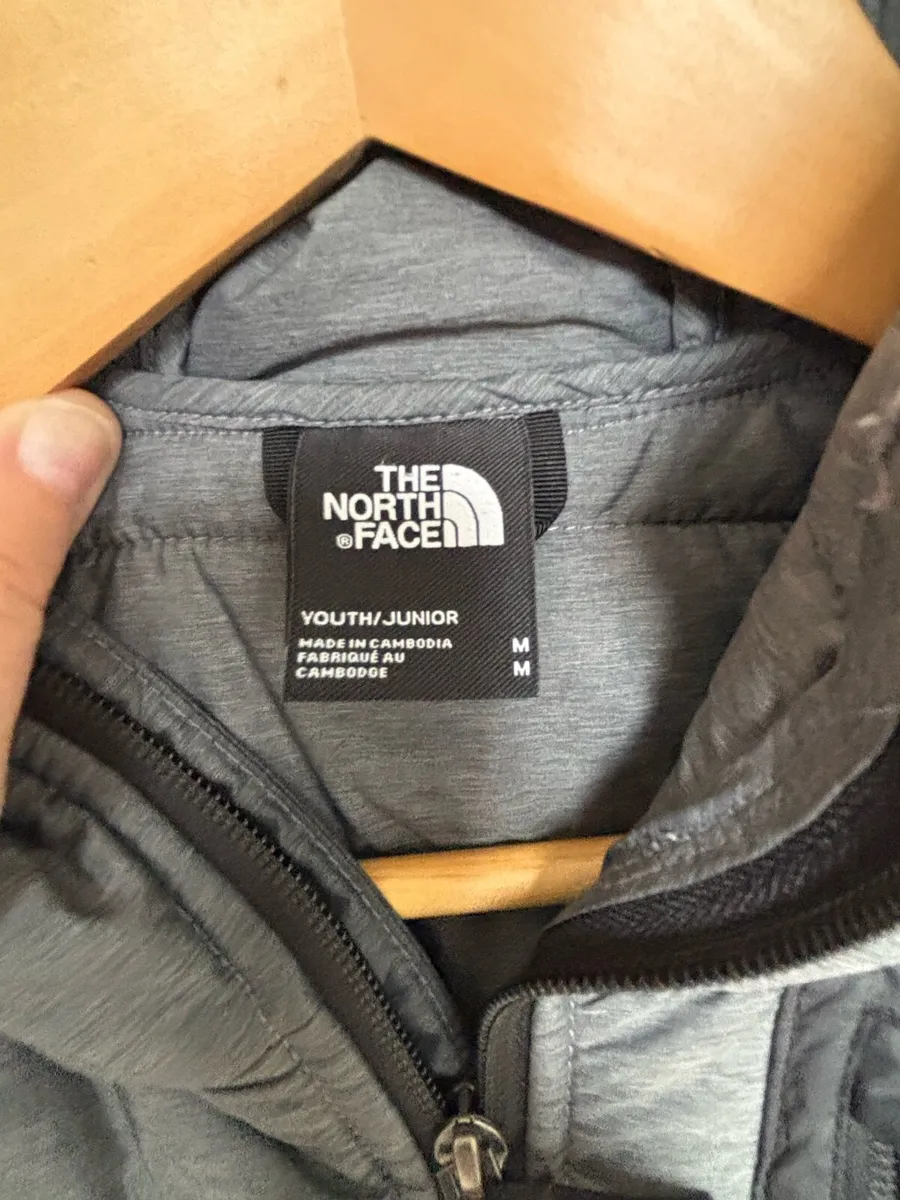 THE
NORTH
®FACE
YOUTH/JUNIOR
MADE IN CAMBODIA M
FABRIQUÉ AU
CAMBODGE M